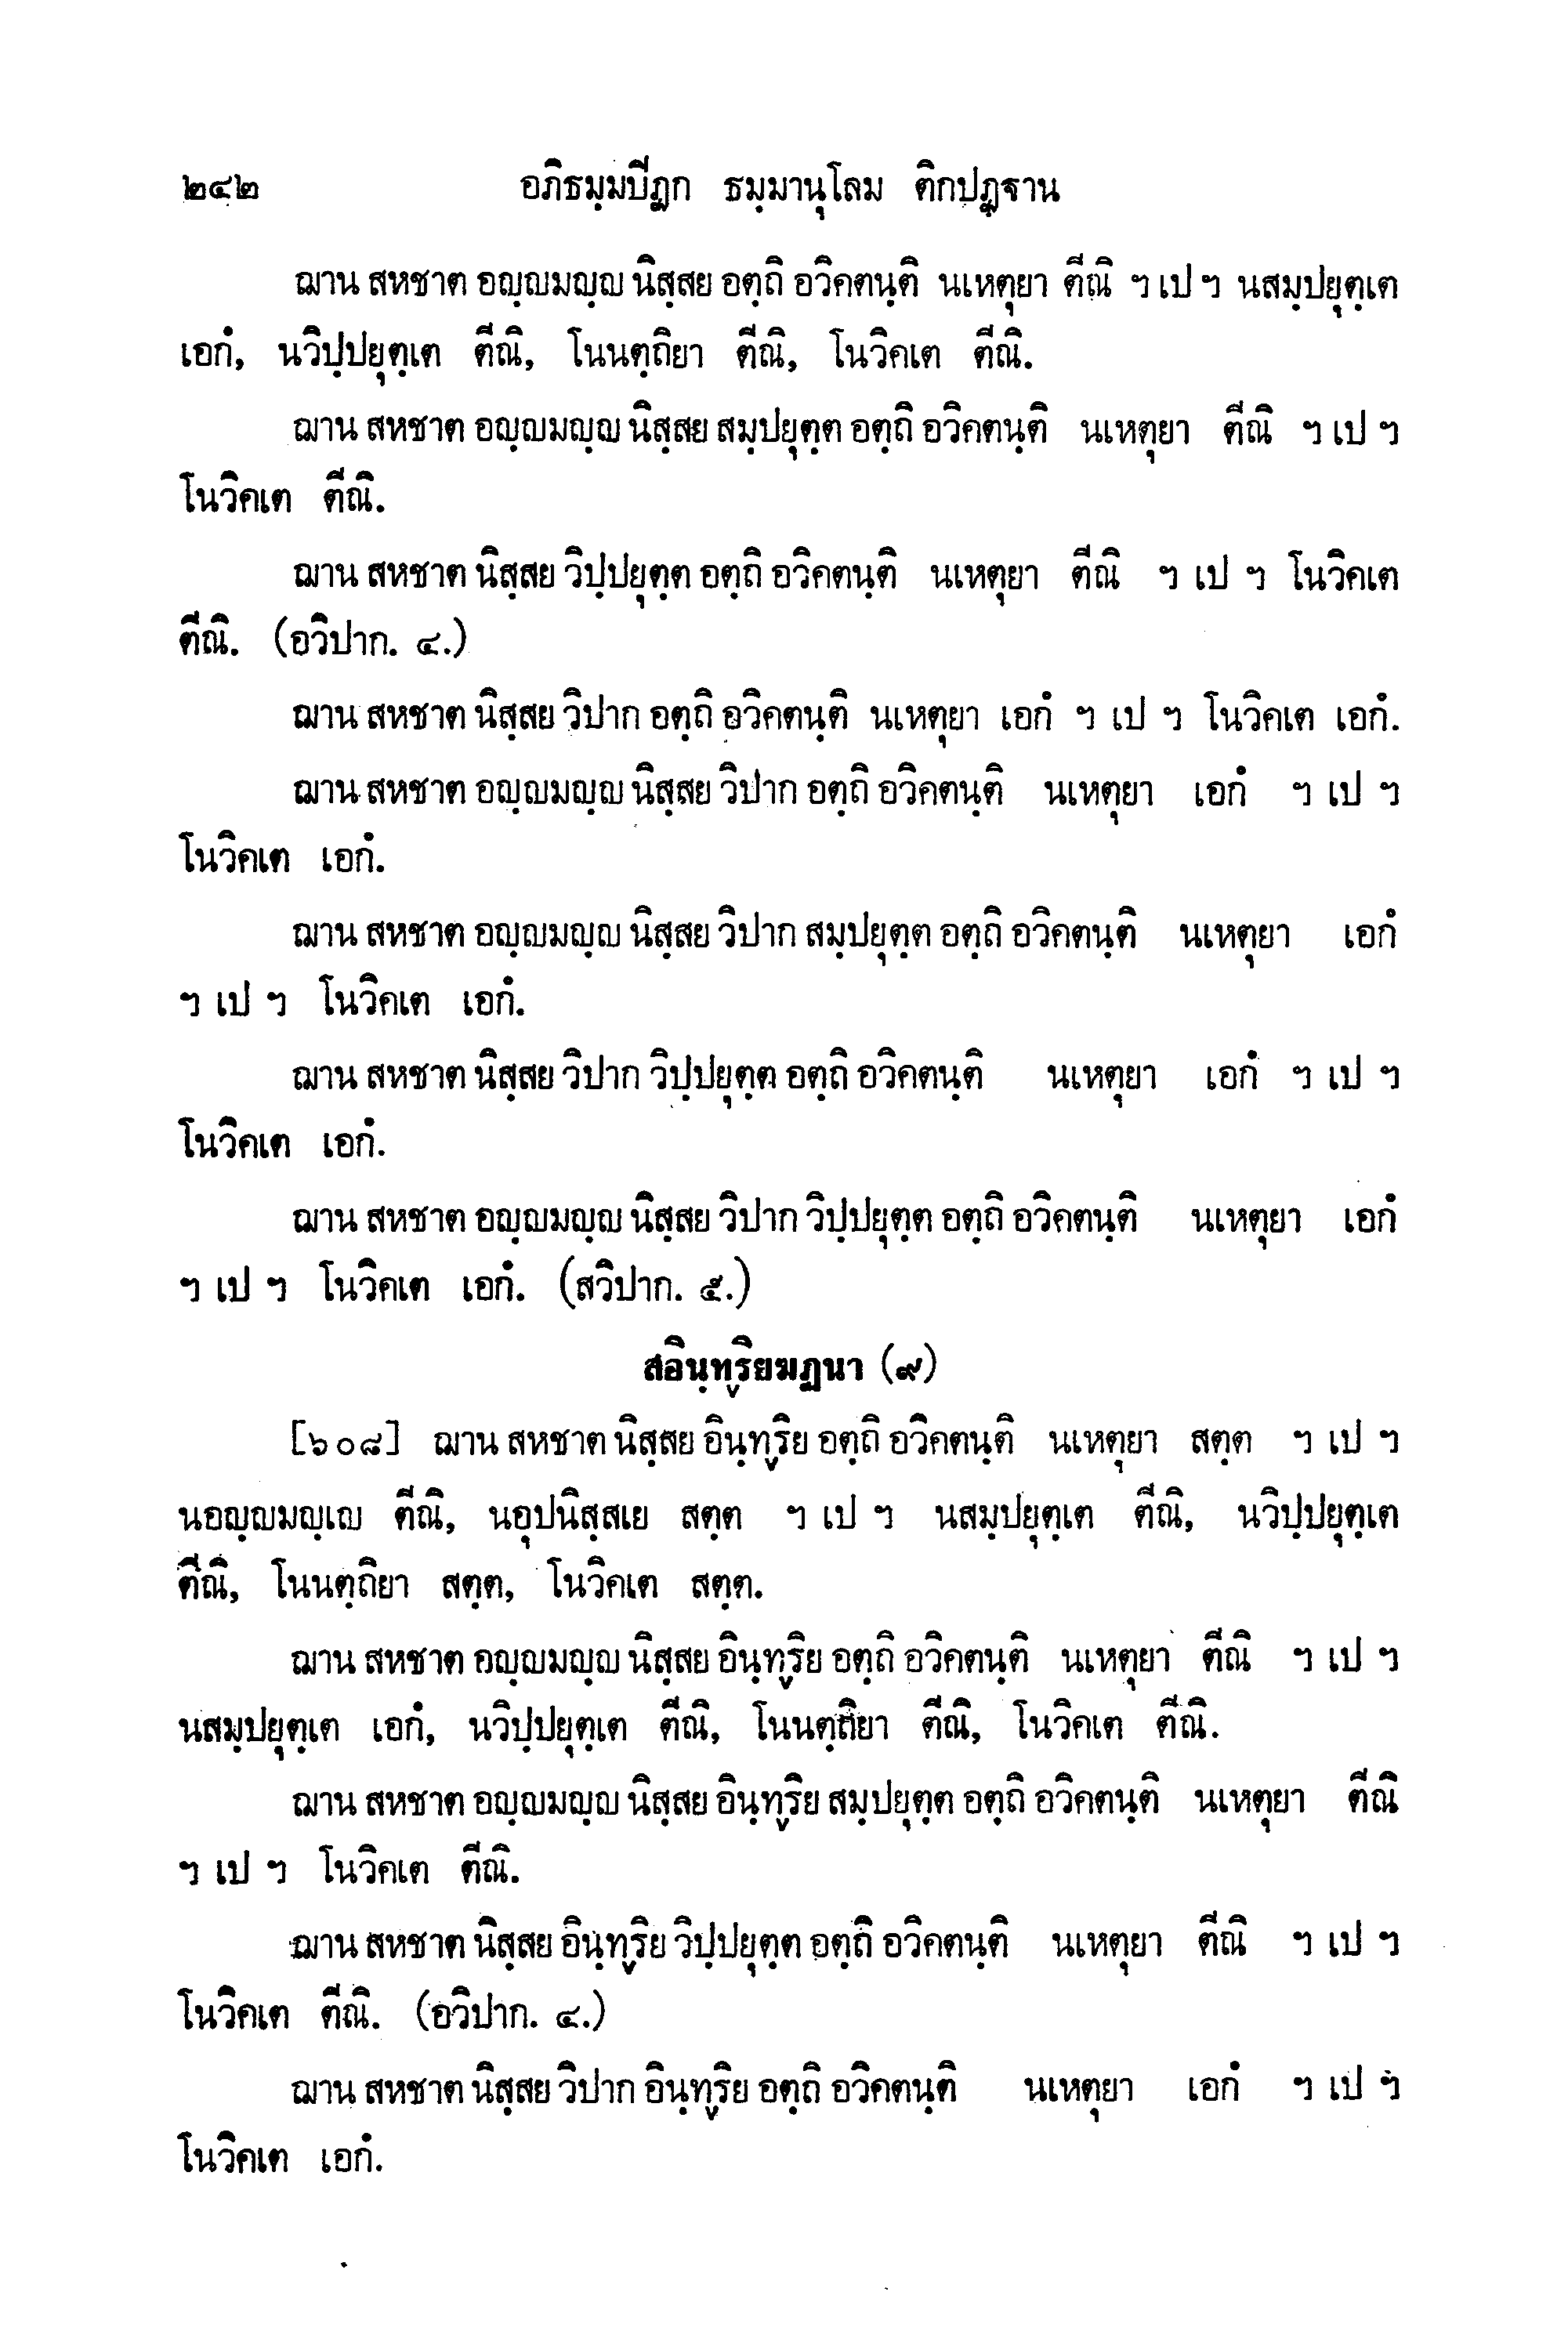 ๒๔๒ อภิธมฺมปิฏก ธมฺมานุโลม ติกปฏฺฐาน
ฌาน สหชาต อญฺญมญฺญ นิสฺสย อตฺถิ อวิคตนฺติ นเหตุยา ตีณิ ฯ เป ฯ นสมฺปยุตฺเต
เอกํ, นวิปฺปยุตฺเต ตีณิ, โนนตฺถิยา ตีณิ, โนวิคเต ตีณิ.
ฌาน สหชาต อญฺญมญฺญ นิสฺสย สมฺปยุตฺต อตฺถิ อวิคตนฺติ นเหตุยา ตีณิ ฯ เป ฯ
โนวิคเต ตีณิ.
ฌาน สหชาต นิสฺสย วิปฺปยุตฺต อตฺถิ อวิคตนฺติ นเหตุยา ตีณิ ฯ เป ฯ โนวิคเต
ตีณิ. (อวิปาก. ๔.)
ฌาน สหชาต นิสฺสย วิปาก อตฺถิ อวิคตนฺติ นเหตุยา เอกํ ฯ เป ฯ โนวิคเต เอกํ.
ฌาน สหชาต อญฺญมญฺญ นิสฺสย วิปาก อตฺถิ อวิคตนฺติ นเหตุยา เอกํ ฯ เป ฯ
โนวิคเต เอกํ.
ฌาน สหชาต อญฺญมญฺญ นิสฺสย วิปาก สมฺปยุตฺต อตฺถิ อวิคตนฺติ นเหตุยา เอกํ
ฯ เป ฯ โนวิคเต เอกํ.
ฌาน สหชาต นิสฺสย วิปาก วิปฺปยุตฺต อตฺถิ อวิคตนฺติ นเหตุยา เอกํ ฯ เป ฯ
โนวิคเต เอกํ.
ฌาน สหชาต อญฺญมญฺญ นิสฺสย วิปาก วิปฺปยุตฺต อตฺถิ อวิคตนฺติ นเหตุยา เอกํ
ฯ เป ฯ โนวิคเต เอกํ. (สวิปาก. ๕.)
สอินฺทฺริยฆฏนา (๙)
[๖๐๘] ฌาน สหชาต นิสฺสย อินฺทฺริย อตฺถิ อวิคตนฺติ นเหตุยา สตฺต ฯ เป ฯ
นอญฺญมญฺเญ ตีณิ, นอุปนิสฺสเย สตฺต ฯ เป ฯ นสมฺปยุตฺเต ตีณิ, นวิปฺปยุตฺเต
ตีณิ, โนนตฺถิยา สตฺต, โนวิคเต สตฺต.
ฌาน สหชาต อญฺญมญฺญ นิสฺสย อินฺทฺริย อตฺถิ อวิคตนฺติ นเหตุยา ตีณิ ฯ เป ฯ
นสมฺปยุตฺเต เอกํ, นวิปฺปยุตฺเต ตีณิ, โนนตฺถิยา ตีณิ, โนวิคเต ตีณิ.
ฌาน สหชาต อญฺญมญฺญ นิสฺสย อินฺทฺริย สมฺปยุตฺต อตฺถิ อวิคตนฺติ นเหตุยา ตีณิ
ฯ เป ฯ โนวิคเต ตีณิ.
ฌาน สหชาต นิสฺสย อินฺทฺริย วิปฺปยุตฺต อตฺถิ อวิคตนฺติ นเหตุยา ตีณิ ฯ เป ฯ
โนวิคเต ตีณิ. (อวิปาก. ๔.)
ฌาน สหชาต นิสฺสย วิปาก อินฺทฺริย อตฺถิ อวิคตนฺติ นเหตุยา เอกํ ฯ เป ฯ
โนวิคเต เอกํ.